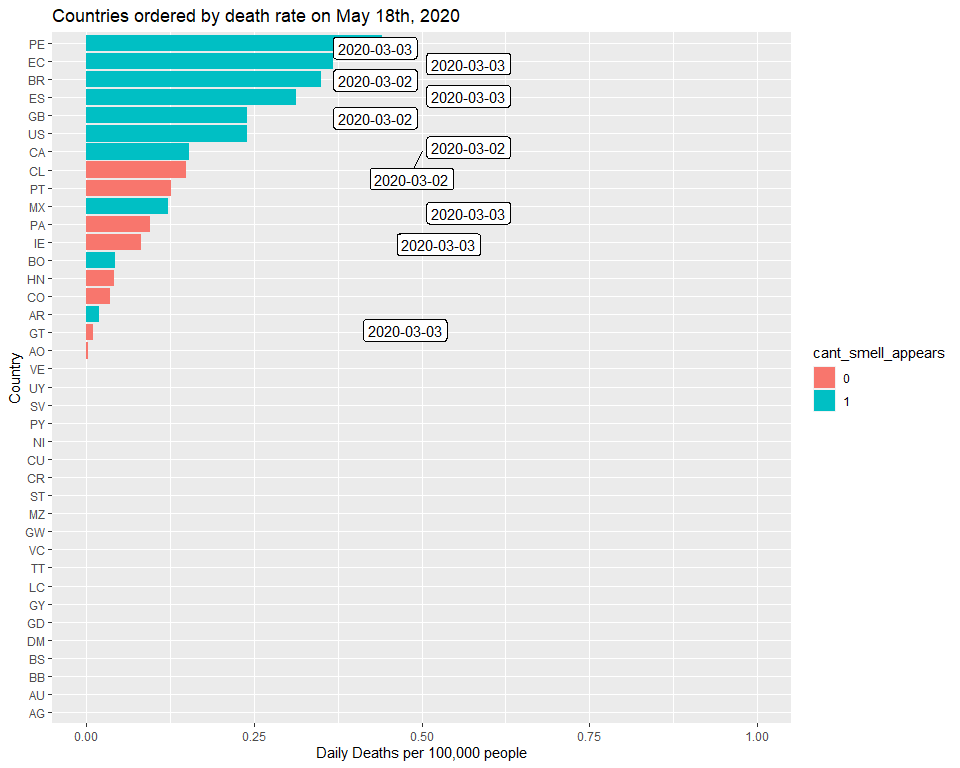 Countries ordered by death rate on May 18th, 2020
PE
2020-03-03
EC
2020-03-03
BR
2020-03-02
ES
2020-03-03
GB
2020-03-02
US
CA
2020-03-02
CL
2020-03-02
PT
MX
2020-03-03
PA
IE
2020-03-03
BO
HN
CO
AR
GT
2020-03-03
AO
VE
UY
SV
PY
NI
CU
CR
ST
MZ
GW
VC
TT
LC
GY
GD
DM
BS
BB
AU
AG
Country
0.00 0.25 0.50 0.75 1.00
Daily Deaths per 100,000 people
cant_smell_appears
0
1